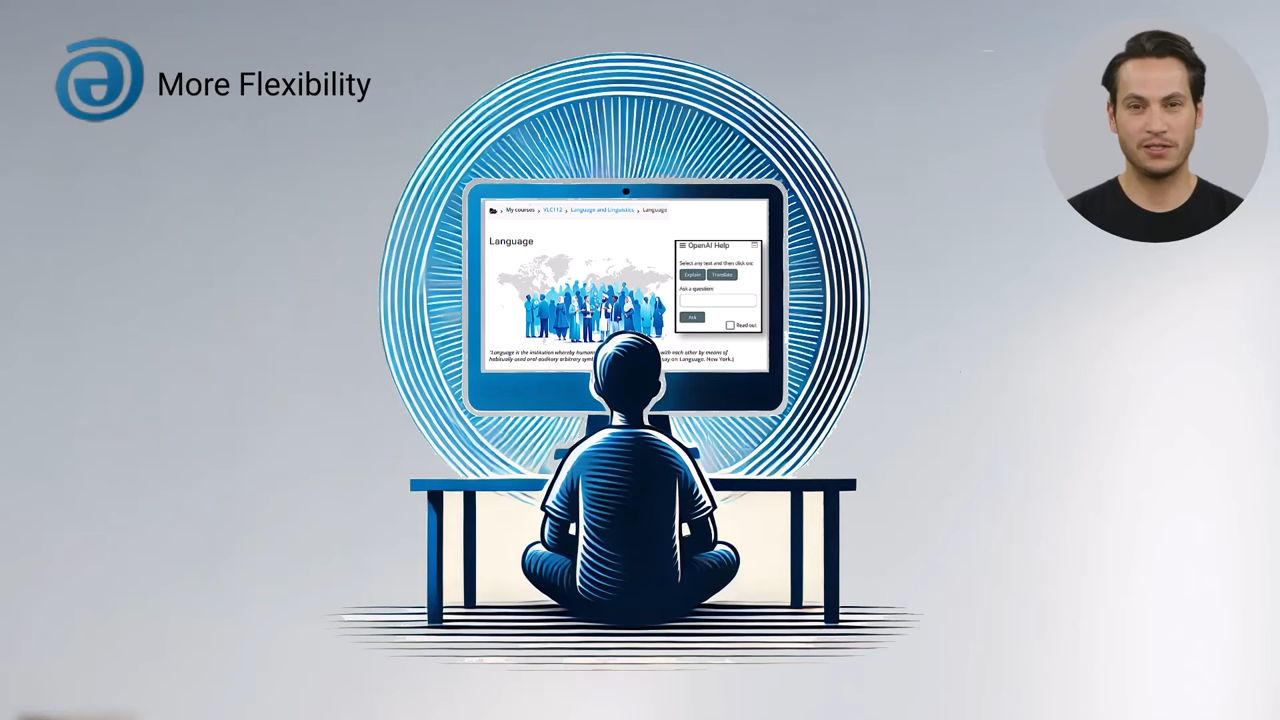 More Flexibility
My courses › VLC112 › Language and Linguistics › Language
Language
OpenAI Help
Select any text and then click on:
Explain Translate
Ask a question:
Ask
Read out
"Language is the institution whereby humans
with each other by means of
habitually used oral-auditory arbitrary
say on Language. New York.)